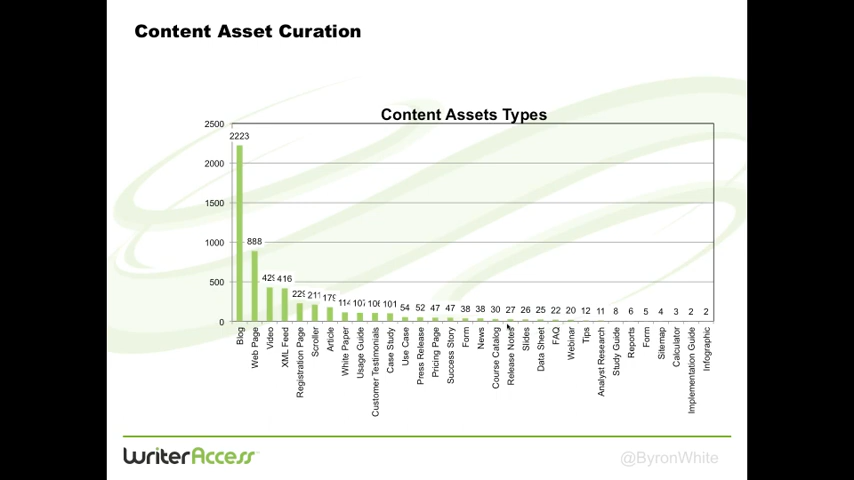 Content Asset Curation
Content Assets Types
2500
2000
1500
1000
500
0
2223
888
416
211
101
54
52
47
47
38
38
30
27
26
25
22
20
12
11
8
6
5
4
3
2
2
Blog
Web Page
Video
XML Feed
Registration Page
Scroller
Article
White Paper
Usage Guide
Customer Testimonials
Case Study
Use Case
Press Release
Pricing Page
Success Story
Form
News
Course Catalog
Release Notes
Slides
Data Sheet
FAQ
Webinar
Tips
Analyst Research
Study Guide
Reports
Form
Sitemap
Calculator
Implementation Guide
Infographic
WriterAccess
@ByronWhite